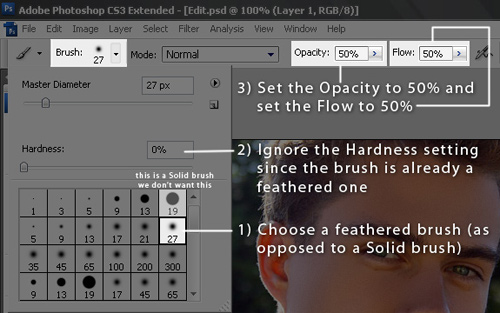 Adobe Photoshop CS3 Extended - [Edit.psd @ 100% (Layer 1, RGB/8)]
Ps File Edit Image Layer Select Filter Analysis View Window Help
Brush: 27 Mode: Normal Opacity: 50% Flow: 50%
Master Diameter 27 px
3) Set the Opacity to 50% and
set the Flow to 50%
Hardness: 0%
2) Ignore the Hardness setting
since the brush is already a
feathered one
this is a Solid brush
we don't want this
1 3 5 9 13 19
5 9 13 17 21 27
1) Choose a feathered brush (as
opposed to a Solid brush)
35 45 65 100 200 300
9 13 19 17 45 65